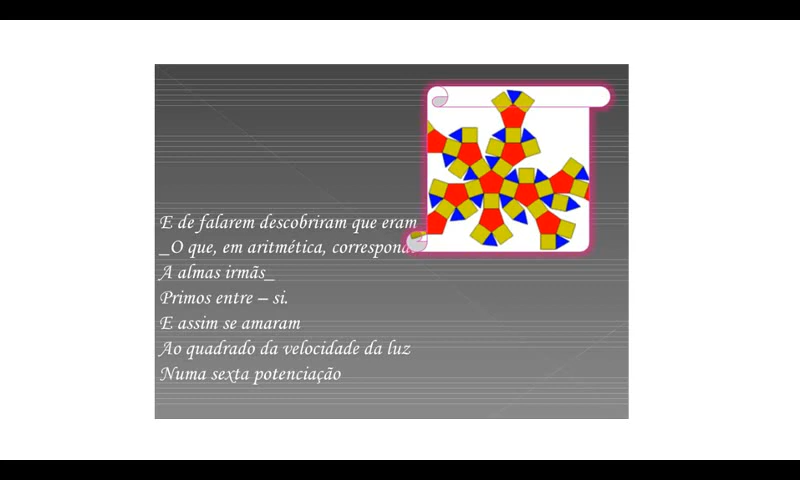 E de falarem descobriram que eram
_O que, em aritmética, correspon
A almas irmãs_
Primos entre – si.
E assim se amaram
Ao quadrado da velocidade da luz
Numa sexta potenciação